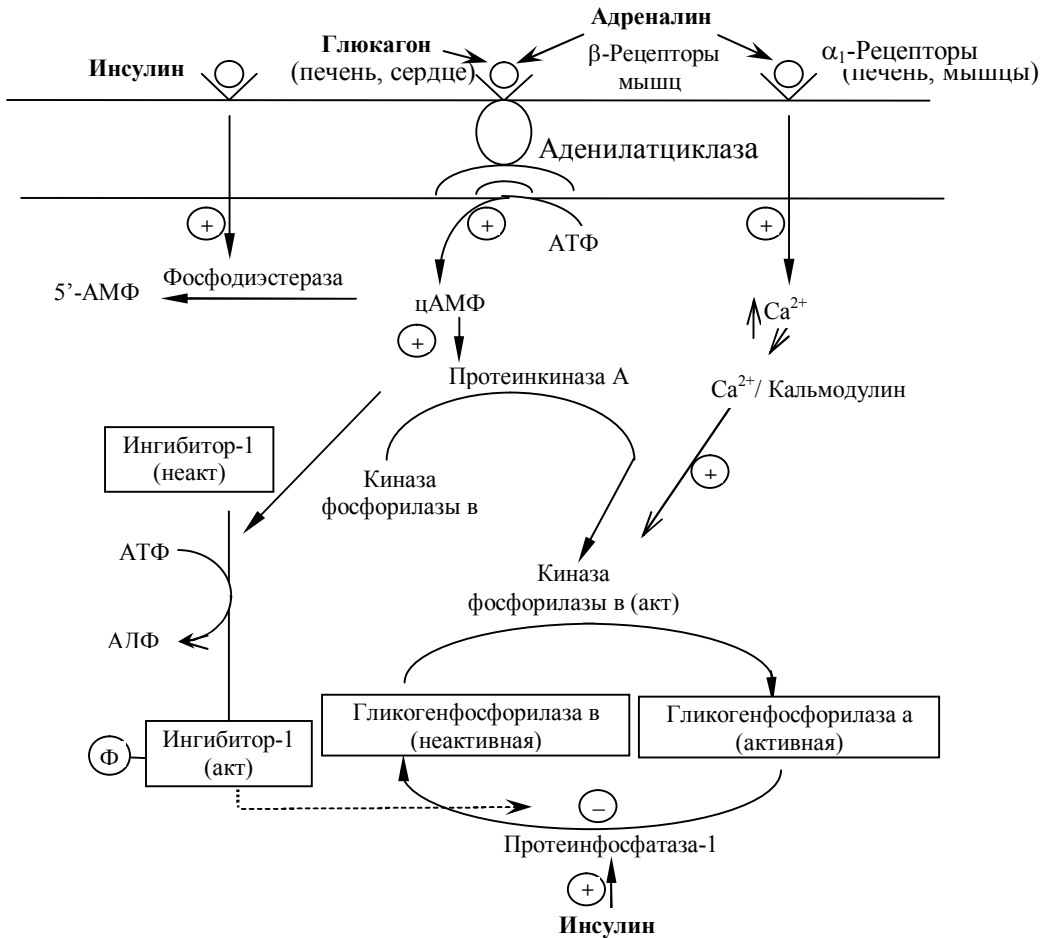 Адреналин
Глюкагон
(печень, сердце)
Инсулин
β-Рецепторы
мышц
α₁-Рецепторы
(печень, мышцы)
Аденилатциклаза
+
+
+
АТФ
Фосфодиэстераза
5’-АМФ
цАМФ
Ca²⁺
+
Протеинкиназа А
Ca²⁺/ Кальмодулин
Ингибитор-1
(неакт)
+
Киназа
фосфорилазы в
АТФ
Киназа
фосфорилазы в (акт)
АДФ
Гликогенфосфорилаза в
(неактивная)
Гликогенфосфорилаза а
(активная)
Ф
Ингибитор-1
(акт)
–
Протеинфосфатаза-1
+
Инсулин